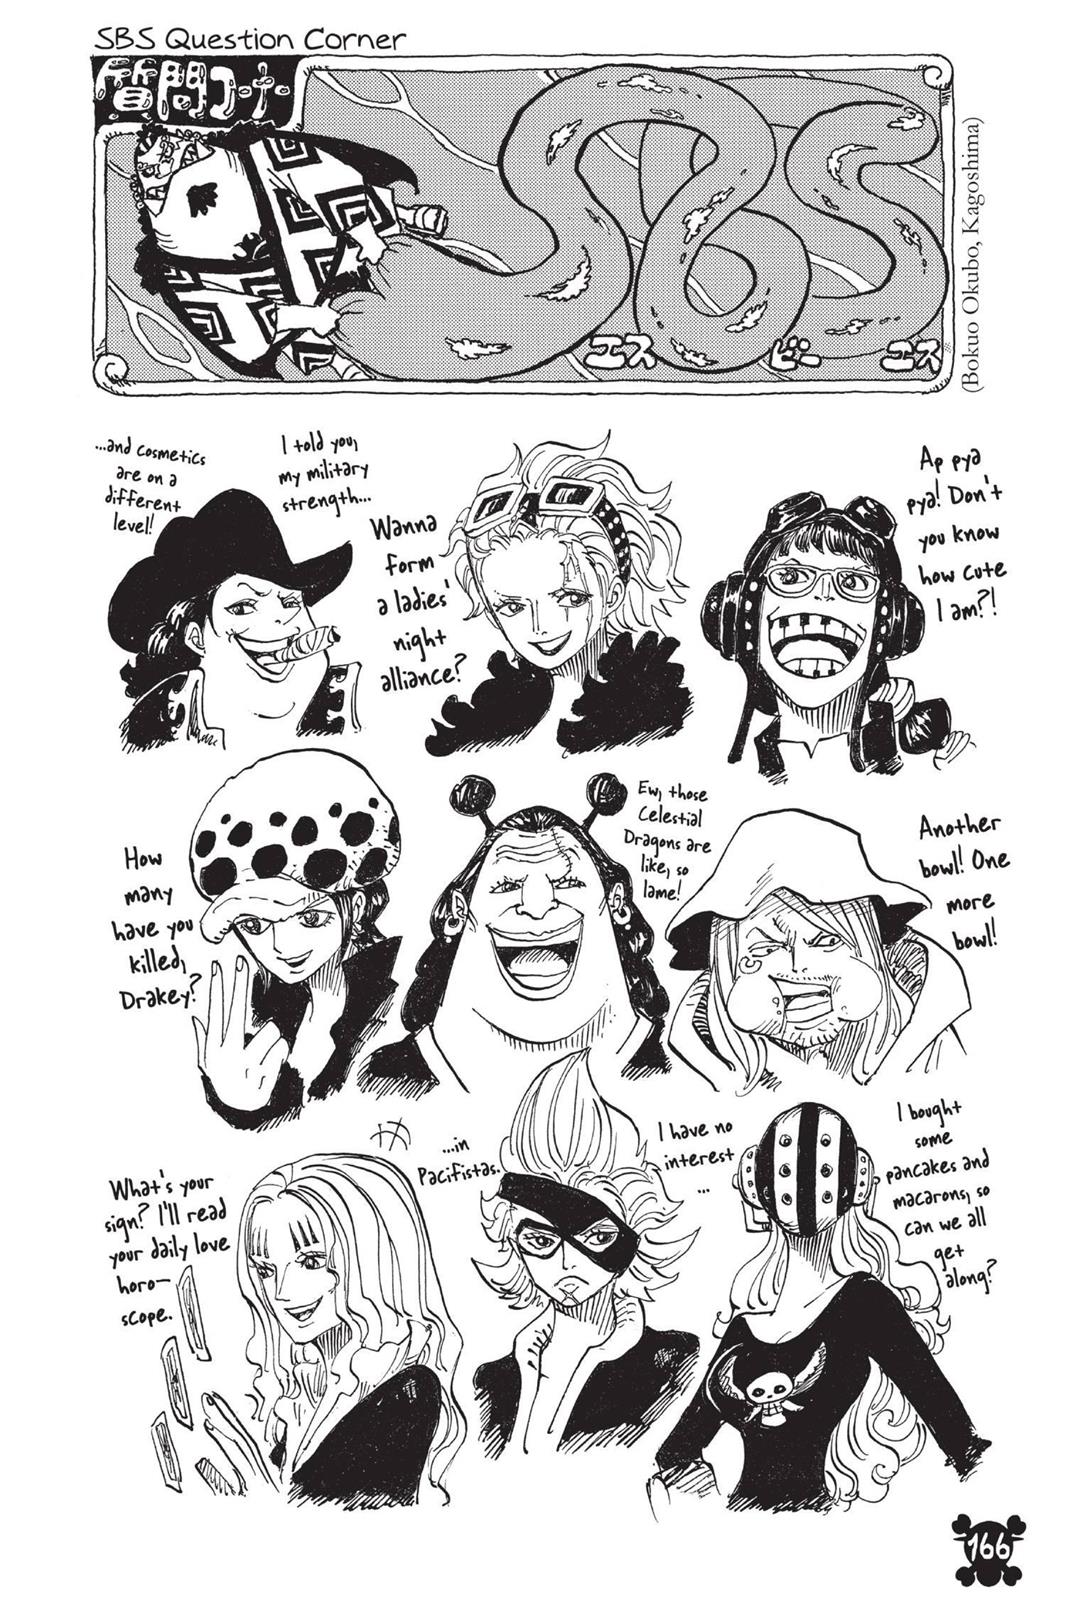 SBS Question Corner
質問コーナー
エス
ビー
エス
(Bokuo Okubo, Kagoshima)
I told you,
my military
strength...
...and cosmetics
are on a
different
level!
Wanna
form
a ladies'
night
alliance?
Ap pya
pya! Don't
you know
how cute
I am?!
How
many
have you
killed,
Drakey?
Ew, those
Celestial
Dragons are
like, so
lame!
Another
bowl! One
more
bowl!
What's your
sign? I'll read
your daily love
horo-
scope.
I have no
interest
...
...in
Pacifistas.
I bought
some
pancakes and
macarons, so
can we all
get
along?
166